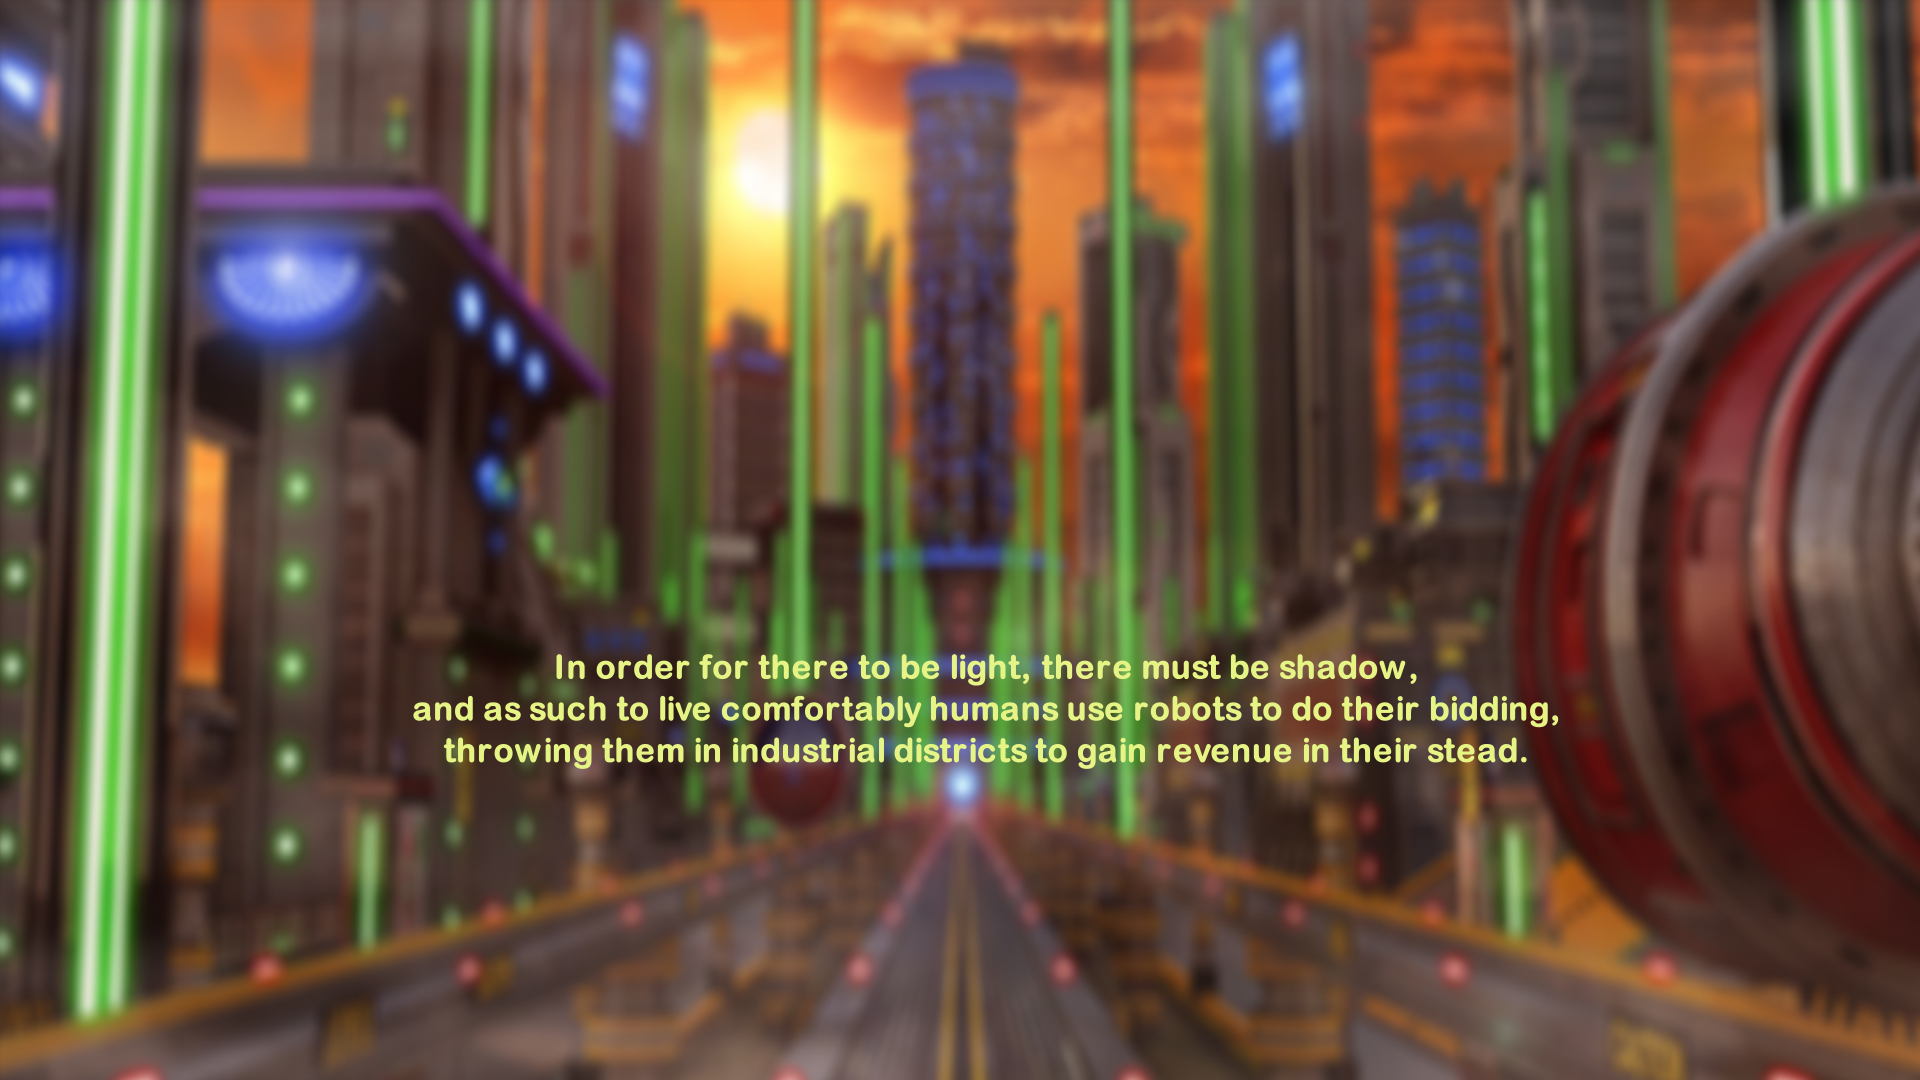 In order for there to be light, there must be shadow,
and as such to live comfortably humans use robots to do their bidding,
throwing them in industrial districts to gain revenue in their stead.